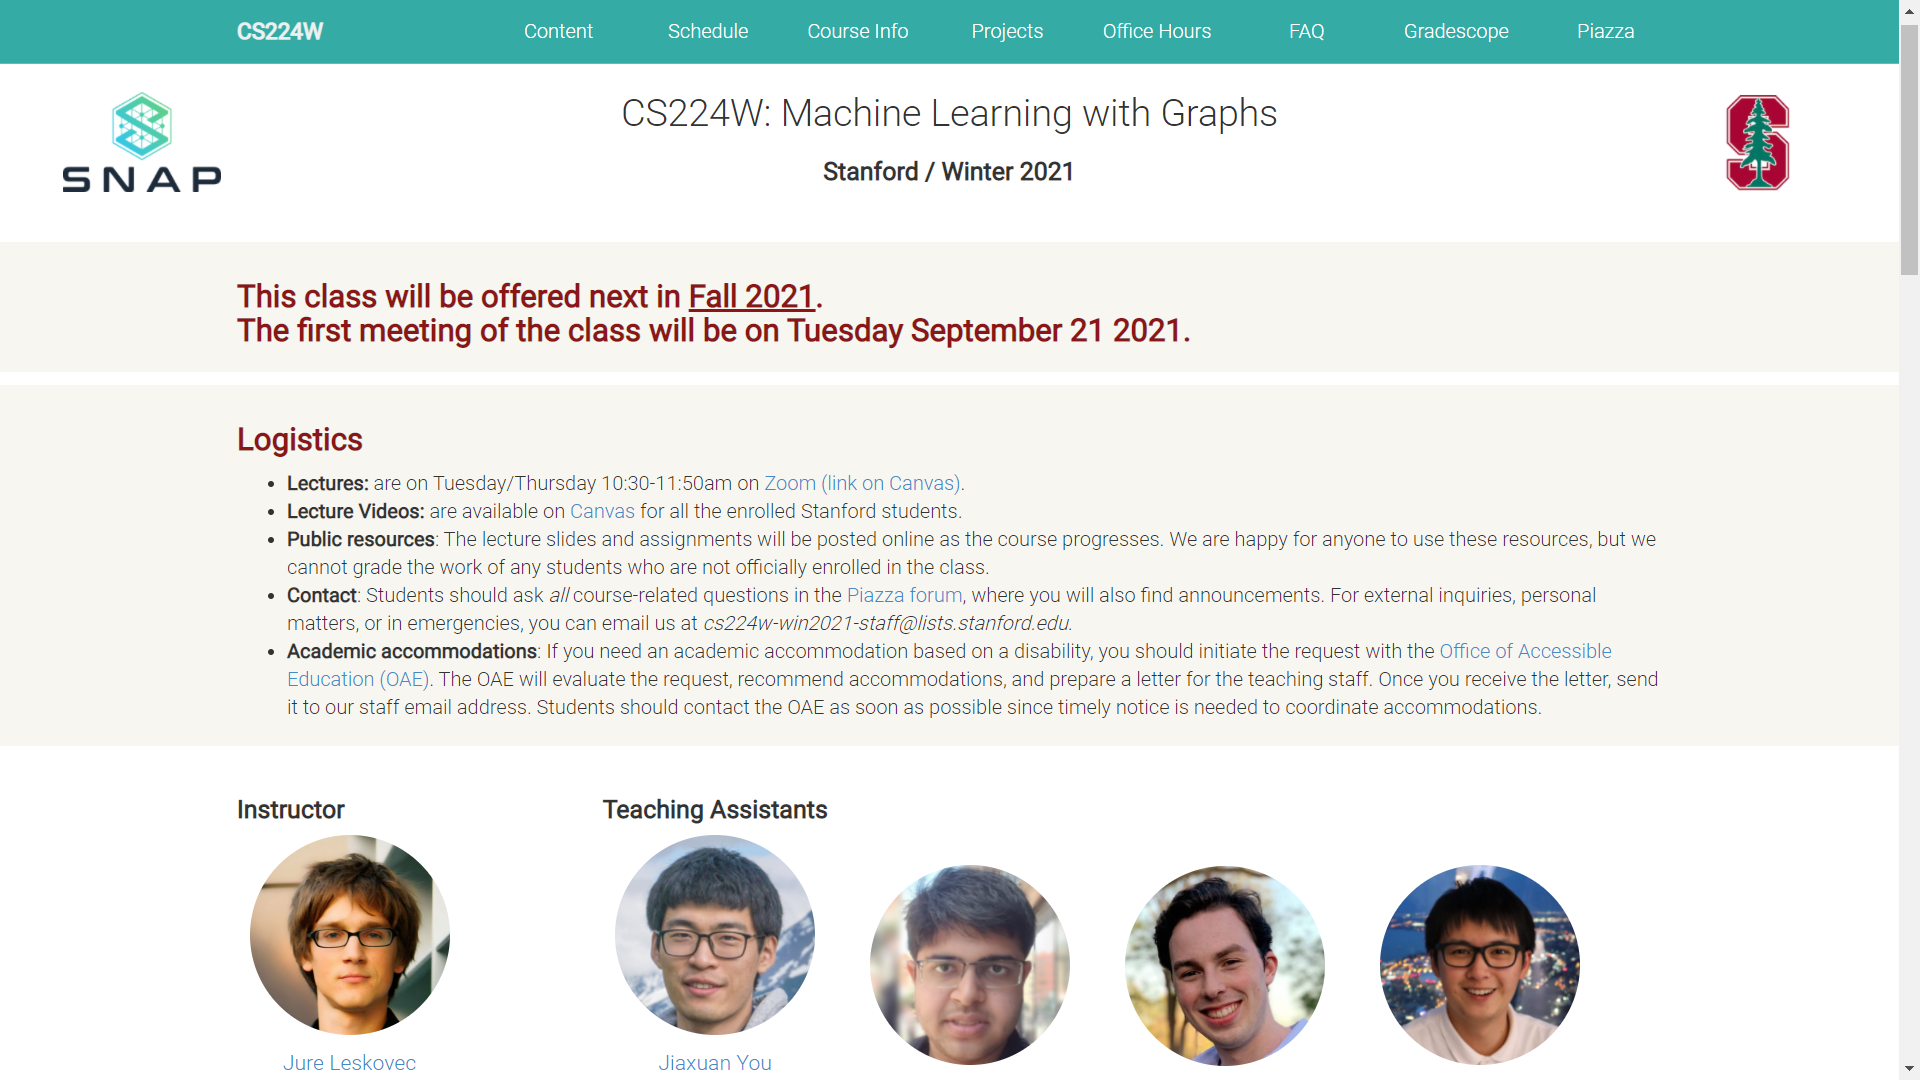 CS224W Content Schedule Course Info Projects Office Hours FAQ Gradescope Piazza
SNAP
CS224W: Machine Learning with Graphs
Stanford / Winter 2021
This class will be offered next in Fall 2021.
The first meeting of the class will be on Tuesday September 21 2021.
Logistics
Lectures: are on Tuesday/Thursday 10:30-11:50am on Zoom (link on Canvas).
Lecture Videos: are available on Canvas for all the enrolled Stanford students.
Public resources: The lecture slides and assignments will be posted online as the course progresses. We are happy for anyone to use these resources, but we
cannot grade the work of any students who are not officially enrolled in the class.
Contact: Students should ask all course-related questions in the Piazza forum, where you will also find announcements. For external inquiries, personal
matters, or in emergencies, you can email us at cs224w-win2021-staff@lists.stanford.edu.
Academic accommodations: If you need an academic accommodation based on a disability, you should initiate the request with the Office of Accessible
Education (OAE). The OAE will evaluate the request, recommend accommodations, and prepare a letter for the teaching staff. Once you receive the letter, send
it to our staff email address. Students should contact the OAE as soon as possible since timely notice is needed to coordinate accommodations.
Instructor
Teaching Assistants
Jure Leskovec
Jiaxuan You